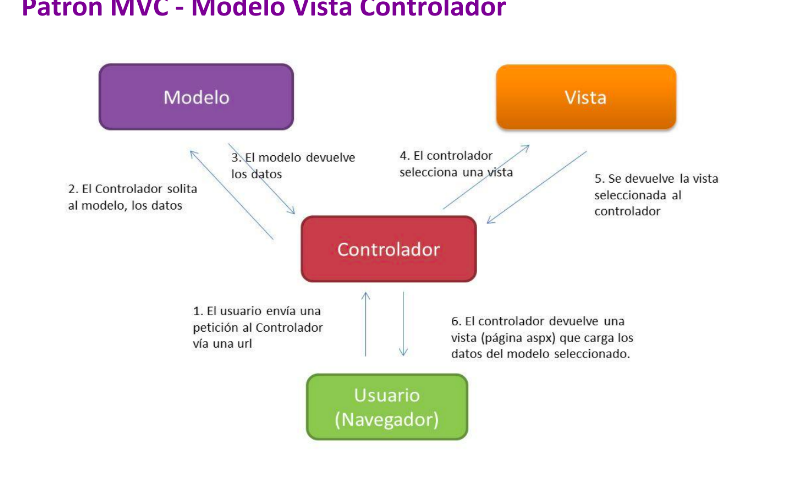 Patrón MVC - Modelo Vista Controlador
Modelo
Vista
3. El modelo devuelve
los datos
4. El controlador
selecciona una vista
2. El Controlador solita
al modelo, los datos
5. Se devuelve la vista
seleccionada al
controlador
Controlador
1. El usuario envía una
petición al Controlador
vía una url
6. El controlador devuelve una
vista (página aspx) que carga los
datos del modelo seleccionado.
Usuario
(Navegador)